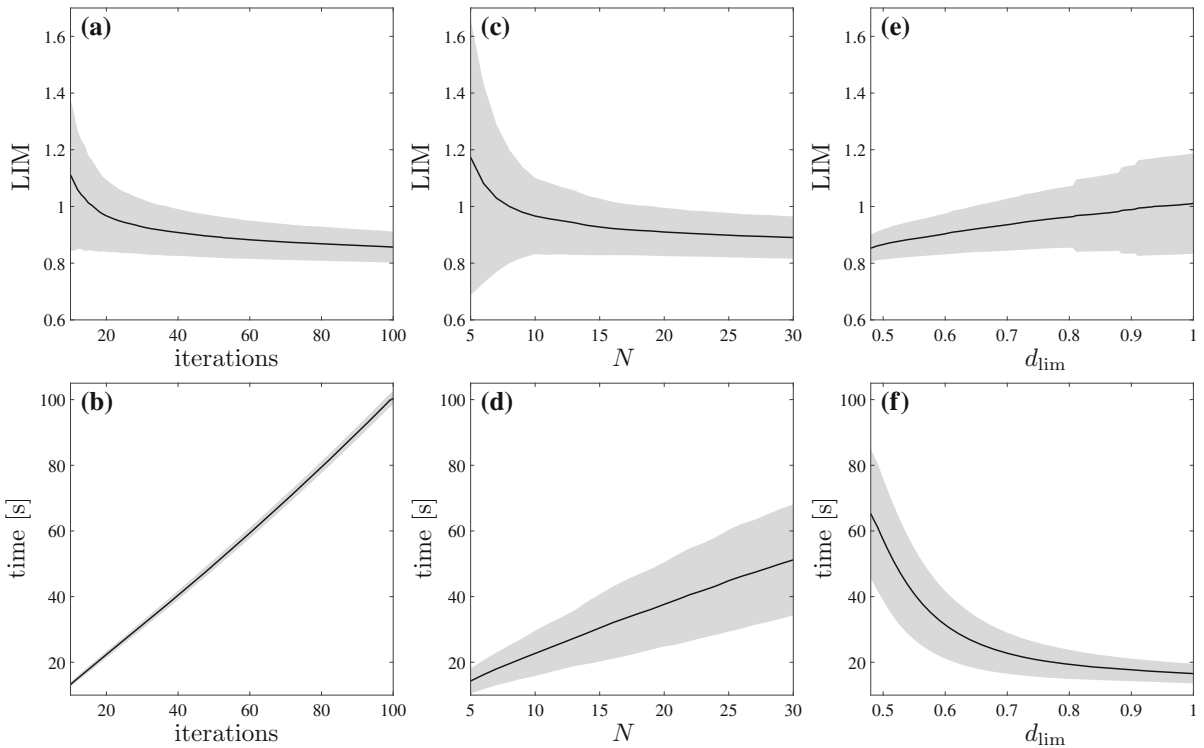 (a)
LIM
1.6
1.4
1.2
1
0.8
0.6
20 40 60 80 100
iterations
(c)
LIM
1.6
1.4
1.2
1
0.8
0.6
5 10 15 20 25 30
N
(e)
LIM
1.6
1.4
1.2
1
0.8
0.6
0.5 0.6 0.7 0.8 0.9 1
d_lim
(b)
time [s]
100
80
60
40
20
20 40 60 80 100
iterations
(d)
time [s]
100
80
60
40
20
5 10 15 20 25 30
N
(f)
time [s]
100
80
60
40
20
0.5 0.6 0.7 0.8 0.9 1
d_lim